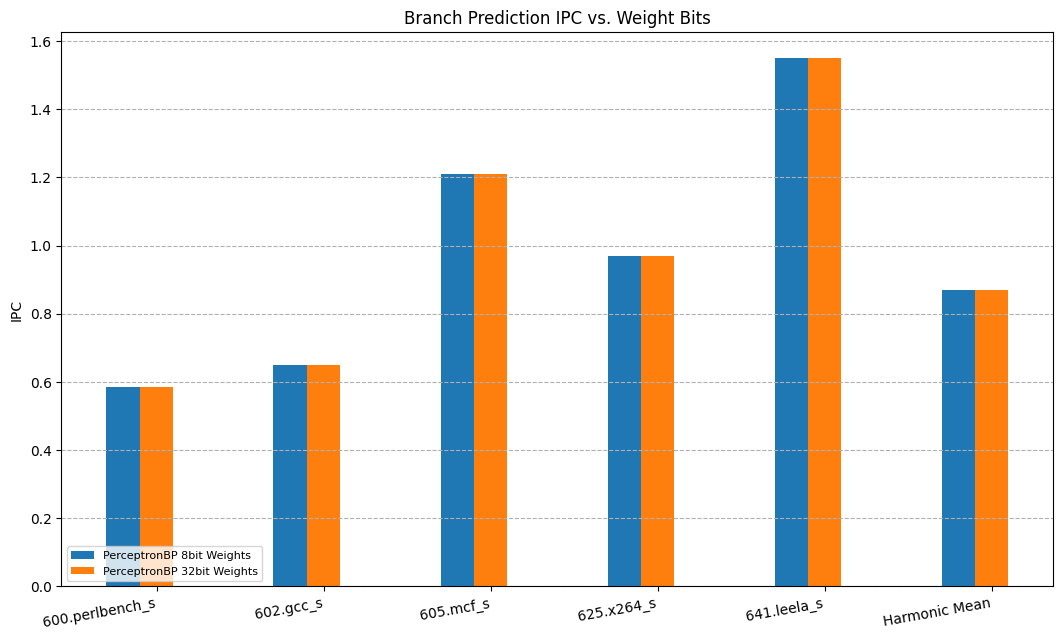 Branch Prediction IPC vs. Weight Bits
IPC
1.6
1.4
1.2
1.0
0.8
0.6
0.4
0.2
0.0
PerceptronBP 8bit Weights
PerceptronBP 32bit Weights
600.perlbench_s
602.gcc_s
605.mcf_s
625.x264_s
641.leela_s
Harmonic Mean